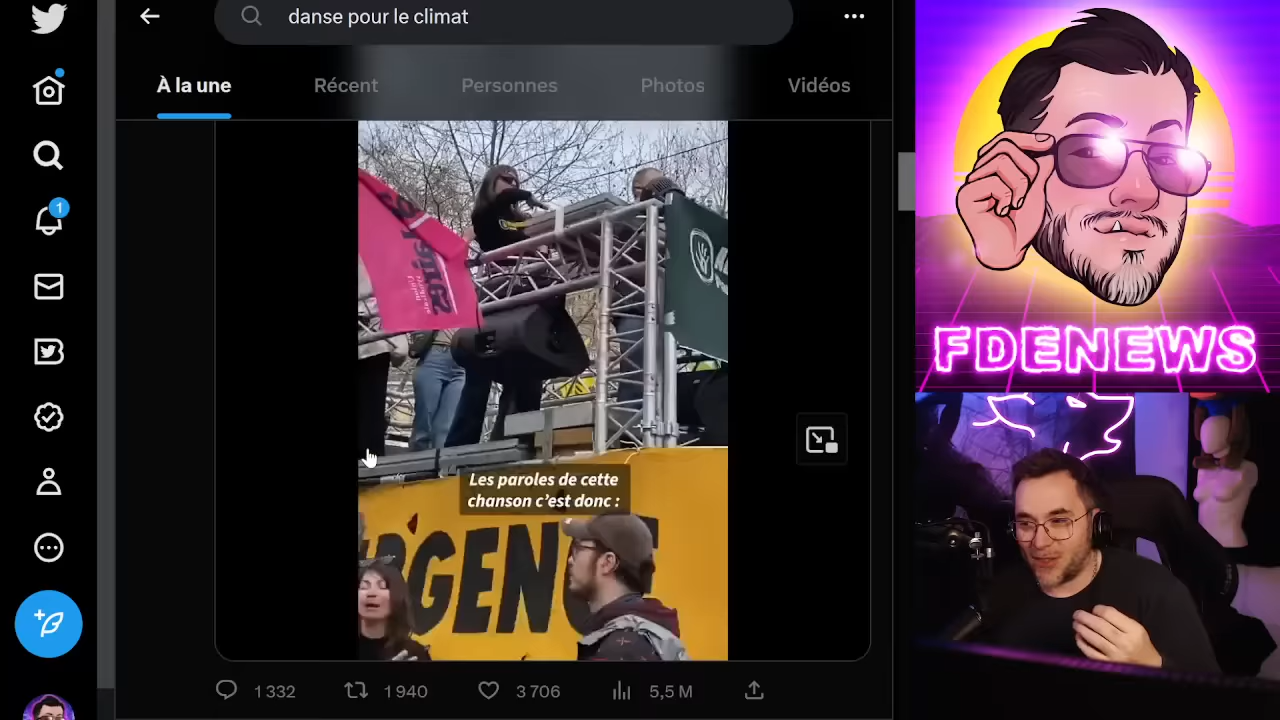 danse pour le climat
À la une
Récent
Personnes
Photos
Vidéos
1
Les paroles de cette
chanson c'est donc :
1 332
1 940
3 706
5,5 M
FDENEWS